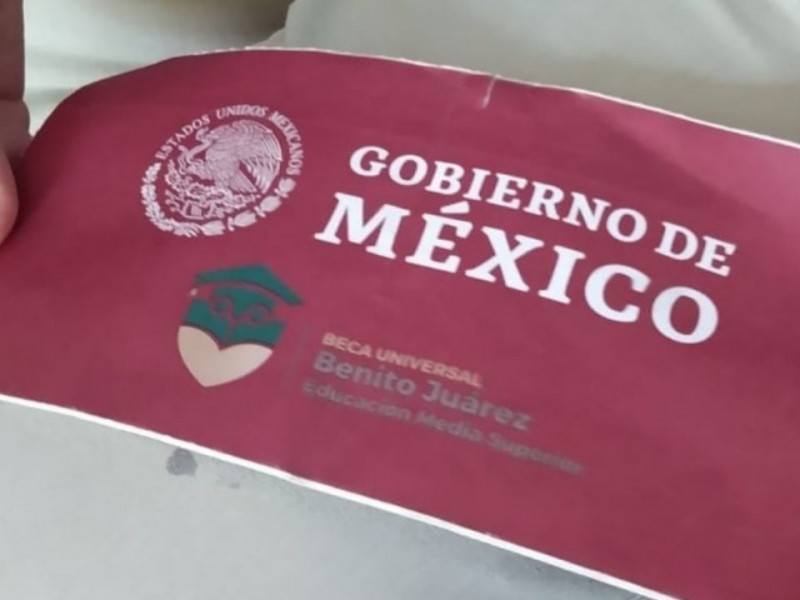 ESTADOS UNIDOS MEXICANOS
GOBIERNO DE
MÉXICO
BECA UNIVERSAL
Benito Juárez
Educación Media Superior